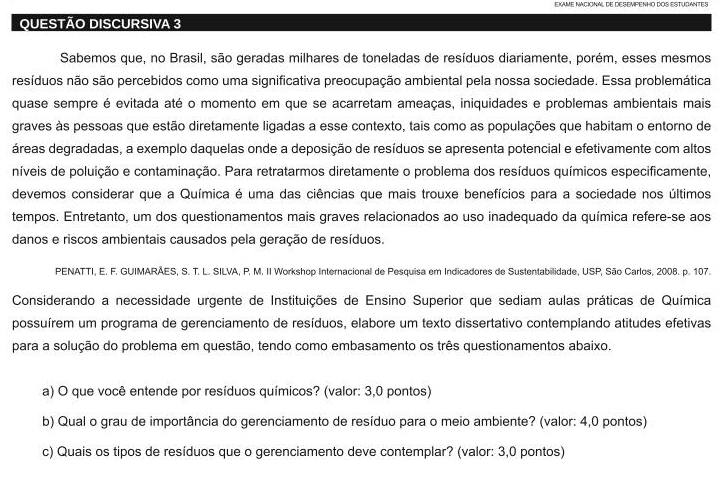 EXAME NACIONAL DE DESEMPENHO DOS ESTUDANTES
QUESTÃO DISCURSIVA 3
Sabemos que, no Brasil, são geradas milhares de toneladas de resíduos diariamente, porém, esses mesmos
resíduos não são percebidos como uma significativa preocupação ambiental pela nossa sociedade. Essa problemática
quase sempre é evitada até o momento em que se acarretam ameaças, iniquidades e problemas ambientais mais
graves às pessoas que estão diretamente ligadas a esse contexto, tais como as populações que habitam o entorno de
áreas degradadas, a exemplo daquelas onde a deposição de resíduos se apresenta potencial e efetivamente com altos
níveis de poluição e contaminação. Para retratarmos diretamente o problema dos resíduos químicos especificamente,
devemos considerar que a Química é uma das ciências que mais trouxe benefícios para a sociedade nos últimos
tempos. Entretanto, um dos questionamentos mais graves relacionados ao uso inadequado da química refere-se aos
danos e riscos ambientais causados pela geração de resíduos.
PENATTI, E. F. GUIMARÃES, S. T. L. SILVA, P. M. II Workshop Internacional de Pesquisa em Indicadores de Sustentabilidade, USP, São Carlos, 2008. p. 107.
Considerando a necessidade urgente de Instituições de Ensino Superior que sediam aulas práticas de Química
possuírem um programa de gerenciamento de resíduos, elabore um texto dissertativo contemplando atitudes efetivas
para a solução do problema em questão, tendo como embasamento os três questionamentos abaixo.
a) O que você entende por resíduos químicos? (valor: 3,0 pontos)
b) Qual o grau de importância do gerenciamento de resíduo para o meio ambiente? (valor: 4,0 pontos)
c) Quais os tipos de resíduos que o gerenciamento deve contemplar? (valor: 3,0 pontos)